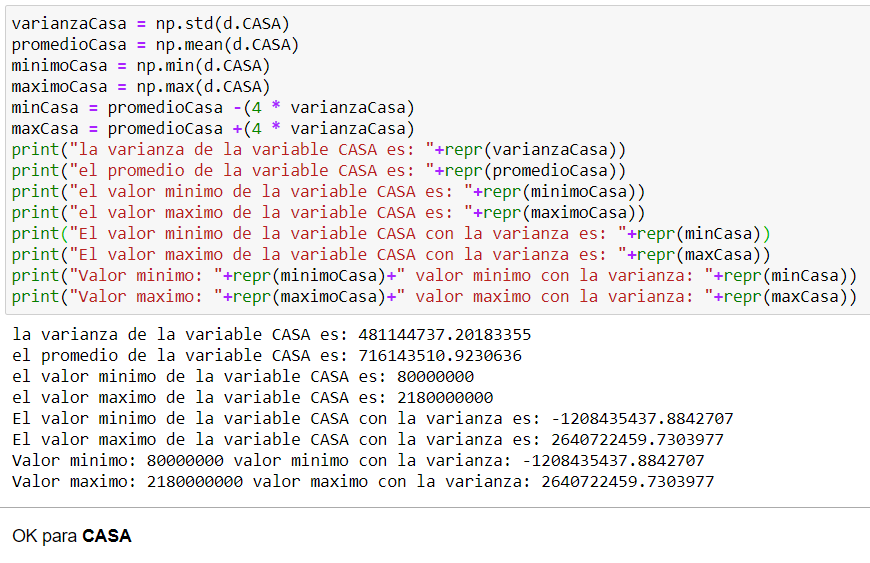 varianzaCasa = np.std(d.CASA)
promedioCasa = np.mean(d.CASA)
minimoCasa = np.min(d.CASA)
maximoCasa = np.max(d.CASA)
minCasa = promedioCasa -(4 * varianzaCasa)
maxCasa = promedioCasa +(4 * varianzaCasa)
print("la varianza de la variable CASA es: "+repr(varianzaCasa))
print("el promedio de la variable CASA es: "+repr(promedioCasa))
print("el valor minimo de la variable CASA es: "+repr(minimoCasa))
print("el valor maximo de la variable CASA es: "+repr(maximoCasa))
print("El valor minimo de la variable CASA con la varianza es: "+repr(minCasa))
print("El valor maximo de la variable CASA con la varianza es: "+repr(maxCasa))
print("Valor minimo: "+repr(minimoCasa)+" valor minimo con la varianza: "+repr(minCasa))
print("Valor maximo: "+repr(maximoCasa)+" valor maximo con la varianza: "+repr(maxCasa))
la varianza de la variable CASA es: 481144737.20183355
el promedio de la variable CASA es: 716143510.9230636
el valor minimo de la variable CASA es: 80000000
el valor maximo de la variable CASA es: 2180000000
El valor minimo de la variable CASA con la varianza es: -1208435437.8842707
El valor maximo de la variable CASA con la varianza es: 2640722459.7303977
Valor minimo: 80000000 valor minimo con la varianza: -1208435437.8842707
Valor maximo: 2180000000 valor maximo con la varianza: 2640722459.7303977
OK para CASA